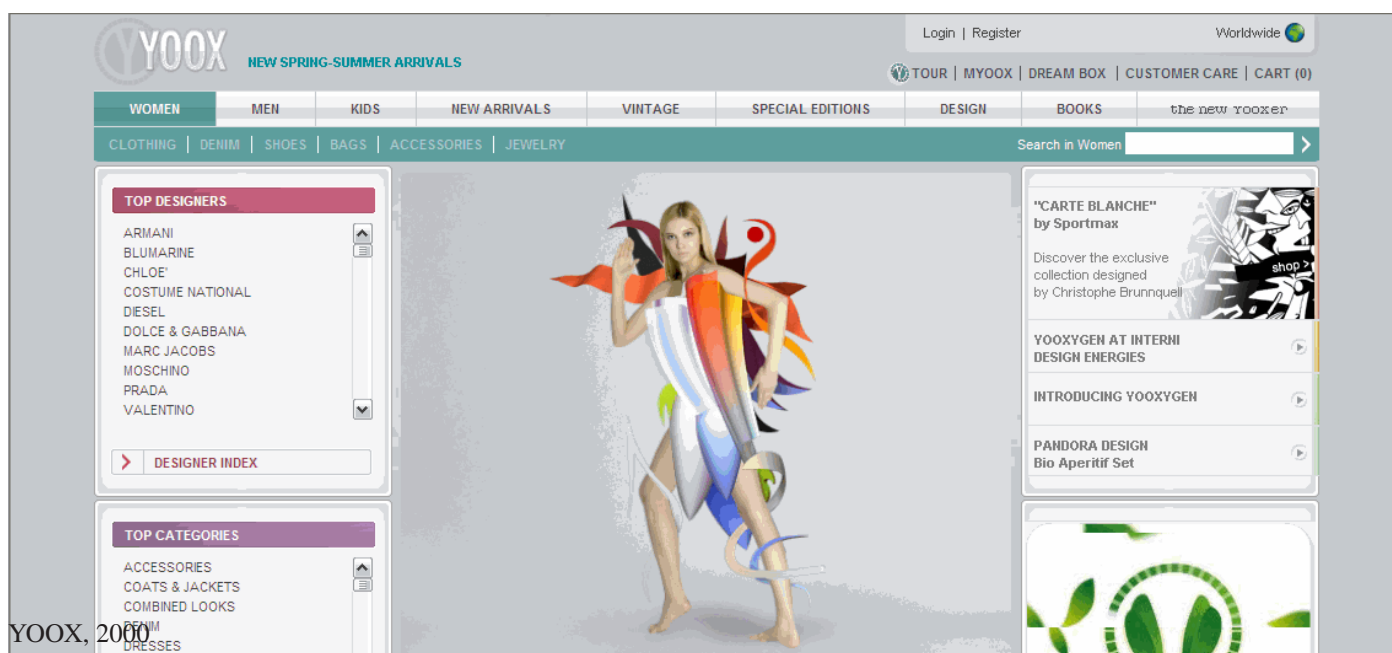 YOOX
NEW SPRING-SUMMER ARRIVALS
Login | Register
Worldwide
TOUR | MYOOX | DREAM BOX | CUSTOMER CARE | CART (0)
WOMEN MEN KIDS NEW ARRIVALS VINTAGE SPECIAL EDITIONS DESIGN BOOKS the new yooxer
CLOTHING | DENIM | SHOES | BAGS | ACCESSORIES | JEWELRY
Search in Women
TOP DESIGNERS
ARMANI
BLUMARINE
CHLOE'
COSTUME NATIONAL
DIESEL
DOLCE & GABBANA
MARC JACOBS
MOSCHINO
PRADA
VALENTINO
DESIGNER INDEX
TOP CATEGORIES
ACCESSORIES
COATS & JACKETS
COMBINED LOOKS
DENIM
DRESSES
"CARTE BLANCHE"
by Sportmax
Discover the exclusive
collection designed
by Christophe Brunnquell
shop >
YOOXYGEN AT INTERNI
DESIGN ENERGIES
INTRODUCING YOOXYGEN
PANDORA DESIGN
Bio Aperitif Set
YOOX, 2000